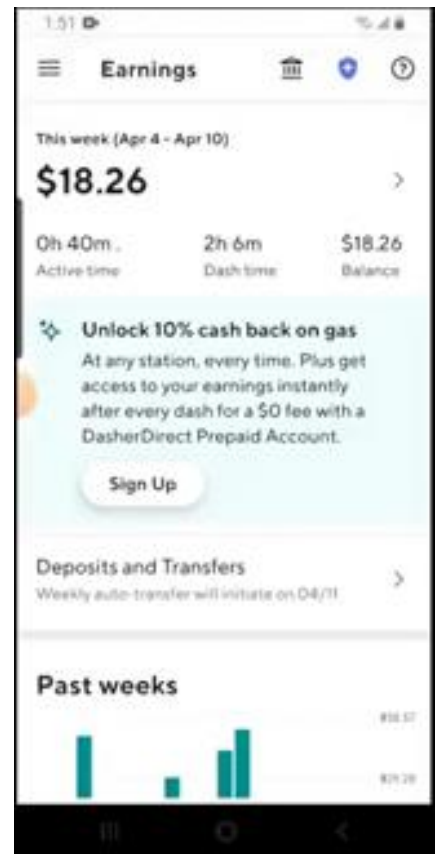 1:51
Earnings
This week (Apr 4 - Apr 10)
$18.26
0h 40m 2h 6m $18.26
Active time Dash time Balance
Unlock 10% cash back on gas
At any station, every time. Plus get
access to your earnings instantly
after every dash for a $0 fee with a
DasherDirect Prepaid Account.
Sign Up
Deposits and Transfers
Weekly auto-transfer will initiate on 04/11
Past weeks